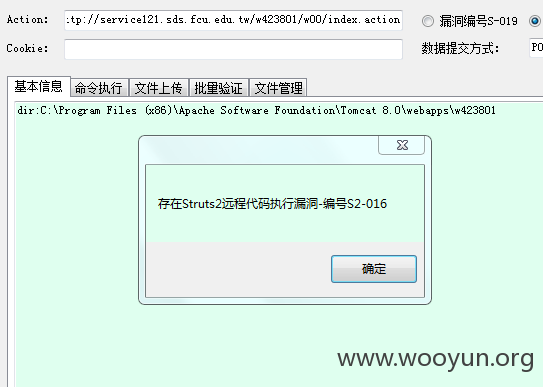 Action:
:tp://service121.sds.fcu.edu.tw/w423801/w00/index.action
漏洞编号S-019
Cookie:
数据提交方式:
PO
基本信息
命令执行
文件上传
批量验证
文件管理
dir:C:\Program Files (x86)\Apache Software Foundation\Tomcat 8.0\webapps\w423801
存在Struts2远程代码执行漏洞-编号S2-016
确定
www.wooyun.org